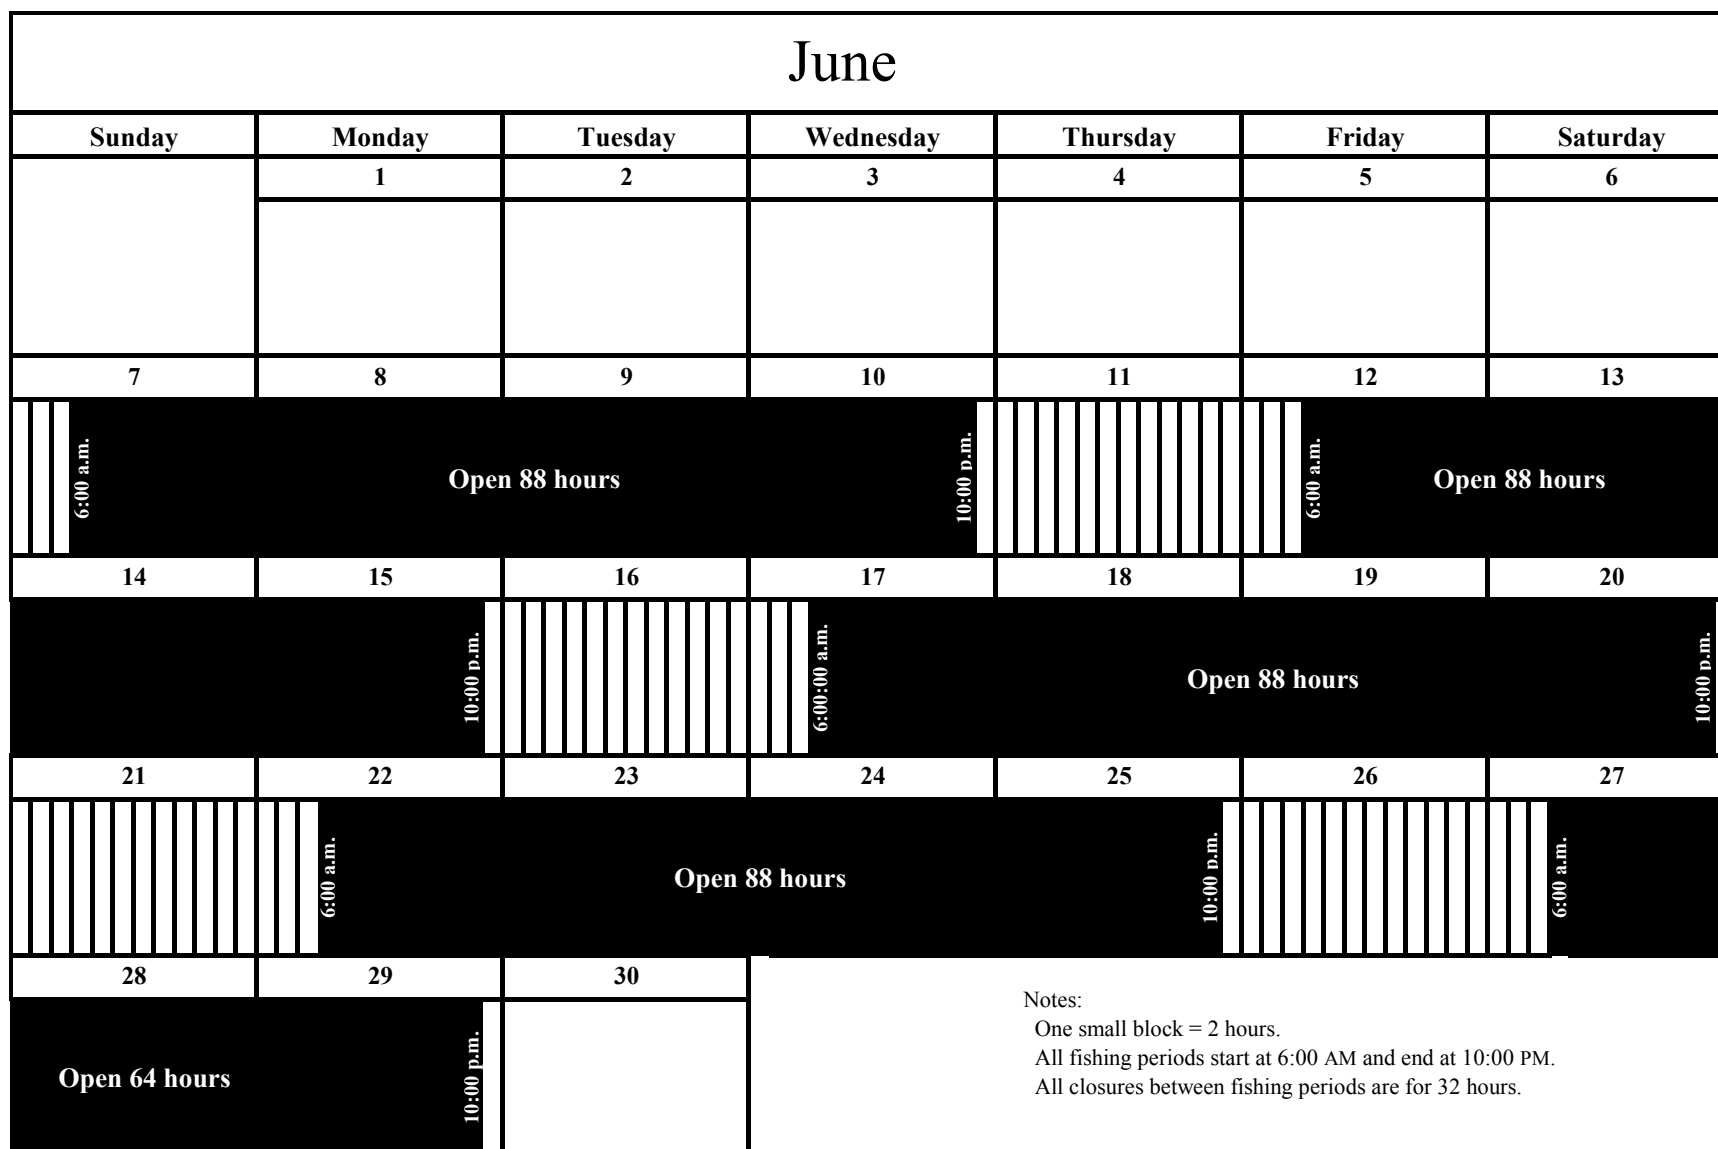 June
Sunday Monday Tuesday Wednesday Thursday Friday Saturday
1 2 3 4 5 6
7 8 9 10 11 12 13
6:00 a.m. Open 88 hours 10:00 p.m. 6:00 a.m. Open 88 hours
14 15 16 17 18 19 20
10:00 p.m. 6:00:00 a.m. Open 88 hours 10:00 p.m.
21 22 23 24 25 26 27
6:00 a.m. Open 88 hours 10:00 p.m. 6:00 a.m.
28 29 30
Open 64 hours 10:00 p.m.
Notes:
One small block = 2 hours.
All fishing periods start at 6:00 AM and end at 10:00 PM.
All closures between fishing periods are for 32 hours.